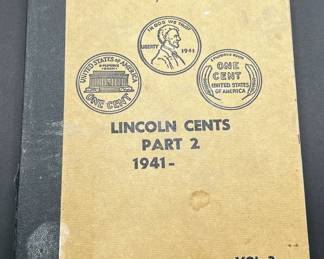 IN GOD WE TRUST
LIBERTY 1941
UNITED STATES OF AMERICA
E·PLURIBUS UNUM
ONE CENT
ONE
CENT
UNITED STATES
OF AMERICA
LINCOLN CENTS
PART 2
1941-